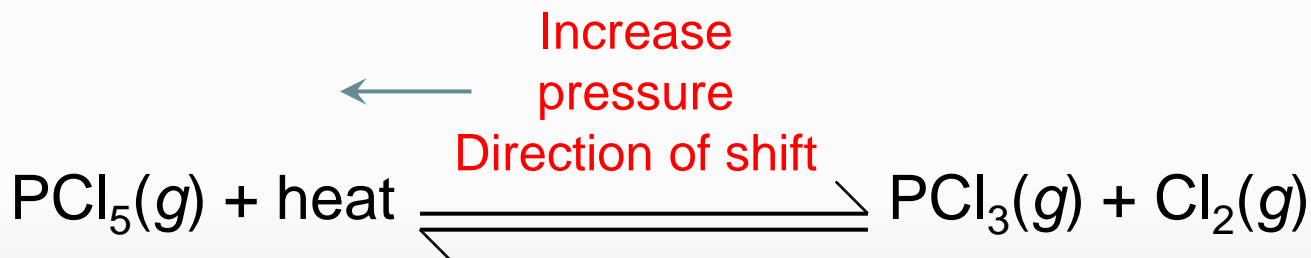 Increase
pressure
Direction of shift
PCl₅(g) + heat ⇌ PCl₃(g) + Cl₂(g)